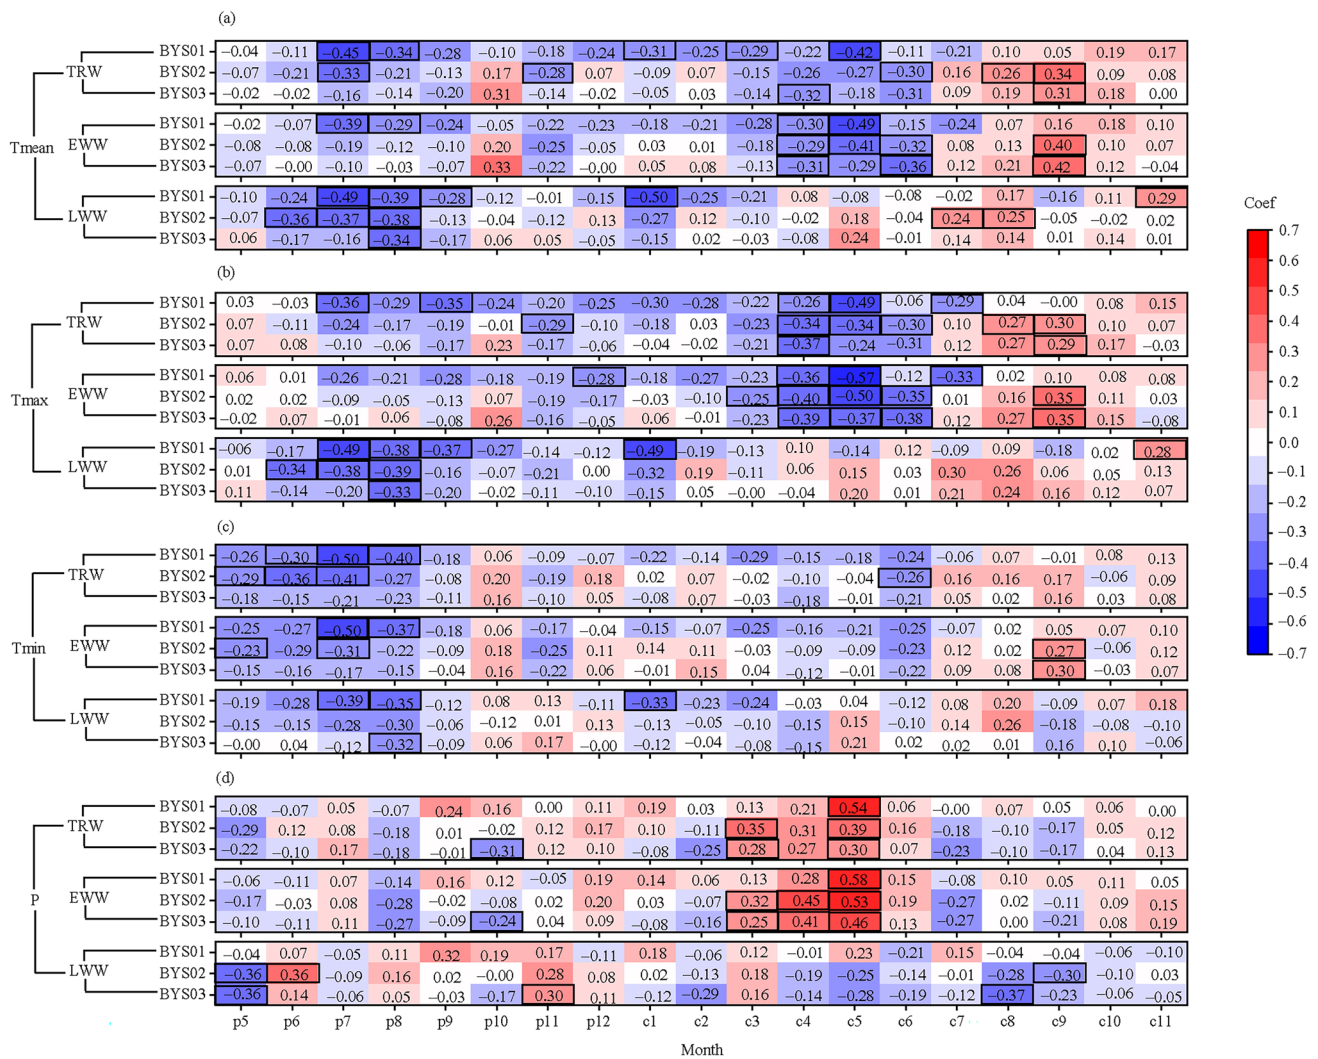 (a)
BYS01 −0.04 −0.11 −0.45 −0.34 −0.28 −0.10 −0.18 −0.24 −0.31 −0.25 −0.29 −0.22 −0.42 −0.11 −0.21 0.10 0.05 0.19 0.17
TRW BYS02 −0.07 −0.21 −0.33 −0.21 −0.13 0.17 −0.28 0.07 −0.09 0.07 −0.15 −0.26 −0.27 −0.30 0.16 0.26 0.34 0.09 0.08
BYS03 −0.02 −0.02 −0.16 −0.14 −0.20 0.31 −0.14 −0.02 −0.05 0.03 −0.14 −0.32 −0.18 −0.31 0.09 0.19 0.31 0.18 0.00
BYS01 −0.02 −0.07 −0.39 −0.29 −0.24 −0.05 −0.22 −0.23 −0.18 −0.21 −0.28 −0.30 −0.49 −0.15 −0.24 0.07 0.16 0.18 0.10
Tmean EWW BYS02 −0.08 −0.08 −0.19 −0.12 −0.10 0.20 −0.25 −0.05 0.03 0.01 −0.18 −0.29 −0.41 −0.32 0.08 0.13 0.40 0.10 0.07
BYS03 −0.07 −0.00 −0.10 −0.03 −0.07 0.33 −0.22 −0.00 0.05 0.08 −0.13 −0.31 −0.29 −0.36 0.12 0.21 0.42 0.12 −0.04
BYS01 −0.10 −0.24 −0.49 −0.39 −0.28 −0.12 −0.01 −0.15 −0.50 −0.25 −0.21 0.08 −0.08 −0.08 −0.02 0.17 −0.16 0.11 0.29
LWW BYS02 −0.07 −0.36 −0.37 −0.38 −0.13 −0.04 −0.12 0.13 −0.27 0.12 −0.10 −0.02 0.18 −0.04 0.24 0.25 −0.05 −0.02 0.02
BYS03 0.06 −0.17 −0.16 −0.34 −0.17 0.06 0.05 −0.05 −0.15 0.02 −0.03 −0.08 0.24 −0.01 0.14 0.14 0.01 0.14 0.01
(b)
BYS01 0.03 −0.03 −0.36 −0.29 −0.35 −0.24 −0.20 −0.25 −0.30 −0.28 −0.22 −0.26 −0.49 −0.06 −0.29 0.04 −0.00 0.08 0.15
TRW BYS02 0.07 −0.11 −0.24 −0.17 −0.19 −0.01 −0.29 −0.10 −0.18 0.03 −0.23 −0.34 −0.34 −0.30 0.10 0.27 0.30 0.10 0.07
BYS03 0.07 0.08 −0.10 −0.06 −0.17 0.23 −0.17 −0.06 −0.04 −0.02 −0.21 −0.37 −0.24 −0.31 0.12 0.27 0.29 0.17 −0.03
BYS01 0.06 0.01 −0.26 −0.21 −0.28 −0.18 −0.19 −0.28 −0.18 −0.27 −0.23 −0.36 −0.57 −0.12 −0.33 0.02 0.10 0.08 0.08
Tmax EWW BYS02 0.02 0.02 −0.09 −0.05 −0.13 0.07 −0.19 −0.17 −0.03 −0.10 −0.25 −0.40 −0.50 −0.35 0.01 0.16 0.35 0.11 0.03
BYS03 −0.02 0.07 −0.01 0.06 −0.08 0.26 −0.16 −0.03 0.06 −0.01 −0.23 −0.39 −0.37 −0.38 0.12 0.27 0.35 0.15 −0.08
BYS01 −006 −0.17 −0.49 −0.38 −0.37 −0.27 −0.14 −0.12 −0.49 −0.19 −0.13 0.10 −0.14 0.12 −0.09 0.09 −0.18 0.02 0.28
LWW BYS02 0.01 −0.34 −0.38 −0.39 −0.16 −0.07 −0.21 0.00 −0.32 0.19 −0.11 0.06 0.15 0.03 0.30 0.26 0.06 0.05 0.13
BYS03 0.11 −0.14 −0.20 −0.33 −0.20 −0.02 −0.11 −0.10 −0.15 0.05 −0.00 −0.04 0.20 0.01 0.21 0.24 0.16 0.12 0.07
(c)
BYS01 −0.26 −0.30 −0.50 −0.40 −0.18 0.06 −0.09 −0.07 −0.22 −0.14 −0.29 −0.15 −0.18 −0.24 −0.06 0.07 −0.01 0.08 0.13
TRW BYS02 −0.29 −0.36 −0.41 −0.27 −0.08 0.20 −0.19 0.18 0.02 0.07 −0.02 −0.10 −0.04 −0.26 0.16 0.16 0.17 −0.06 0.09
BYS03 −0.18 −0.15 −0.21 −0.23 −0.11 0.16 −0.10 0.05 −0.08 0.07 −0.03 −0.18 −0.01 −0.21 0.05 0.02 0.16 0.03 0.08
BYS01 −0.25 −0.27 −0.50 −0.37 −0.18 0.06 −0.17 −0.04 −0.15 −0.07 −0.25 −0.16 −0.21 −0.25 −0.07 0.02 0.05 0.07 0.10
Tmin EWW BYS02 −0.23 −0.29 −0.31 −0.22 −0.09 0.18 −0.25 0.11 0.14 0.11 −0.03 −0.09 −0.09 −0.23 0.12 0.02 0.27 −0.06 0.12
BYS03 −0.15 −0.16 −0.17 −0.15 −0.04 0.16 −0.22 0.06 −0.01 0.15 0.04 −0.12 −0.01 −0.22 0.09 0.08 0.30 −0.03 0.07
BYS01 −0.19 −0.28 −0.39 −0.35 −0.12 0.08 0.13 −0.11 −0.33 −0.23 −0.24 −0.03 0.04 −0.12 0.08 0.20 −0.09 0.07 0.18
LWW BYS02 −0.15 −0.15 −0.28 −0.30 −0.06 −0.12 0.01 0.13 −0.13 −0.05 −0.10 −0.15 0.15 −0.10 0.14 0.26 −0.18 −0.08 −0.10
BYS03 −0.00 0.04 −0.12 −0.32 −0.09 0.06 0.17 −0.00 −0.12 −0.04 −0.08 −0.15 0.21 0.02 0.02 0.01 0.16 0.10 −0.06
(d)
BYS01 −0.08 −0.07 0.05 −0.07 0.24 0.16 0.00 0.11 0.19 0.03 0.13 0.21 0.54 0.06 −0.00 0.07 0.05 0.06 0.00
TRW BYS02 −0.29 0.12 0.08 −0.18 0.01 −0.02 0.12 0.17 0.10 −0.11 0.35 0.31 0.39 0.16 −0.18 −0.10 −0.17 0.05 0.12
BYS03 −0.22 −0.10 0.17 −0.18 −0.01 −0.31 0.12 0.10 −0.08 −0.25 0.28 0.27 0.30 0.07 −0.23 −0.10 −0.17 0.04 0.13
BYS01 −0.06 −0.11 0.07 −0.14 0.16 0.12 −0.05 0.19 0.14 0.06 0.13 0.28 0.58 0.15 −0.08 0.10 0.05 0.11 0.05
P EWW BYS02 −0.17 −0.03 0.08 −0.28 −0.02 −0.08 0.02 0.20 0.03 −0.07 0.32 0.45 0.53 0.19 −0.27 0.02 −0.11 0.09 0.15
BYS03 −0.10 −0.11 0.11 −0.27 −0.09 −0.24 0.04 0.09 −0.08 −0.16 0.25 0.41 0.46 0.13 −0.27 0.00 −0.21 0.08 0.19
BYS01 −0.04 0.07 −0.05 0.11 0.32 0.19 0.17 −0.11 0.18 −0.06 0.12 −0.01 0.23 −0.21 0.15 −0.04 −0.04 −0.06 −0.10
LWW BYS02 −0.36 0.36 −0.09 0.16 0.02 −0.00 0.28 0.08 0.02 −0.13 0.18 −0.19 −0.25 −0.14 −0.01 −0.28 −0.30 −0.10 0.03
BYS03 −0.36 0.14 −0.06 0.05 −0.03 −0.17 0.30 0.11 −0.12 −0.29 0.16 −0.14 −0.28 −0.19 −0.12 −0.37 −0.23 −0.06 −0.05
p5 p6 p7 p8 p9 p10 p11 p12 c1 c2 c3 c4 c5 c6 c7 c8 c9 c10 c11
Month
Coef
0.7
0.6
0.5
0.4
0.3
0.2
0.1
0.0
−0.1
−0.2
−0.3
−0.4
−0.5
−0.6
−0.7